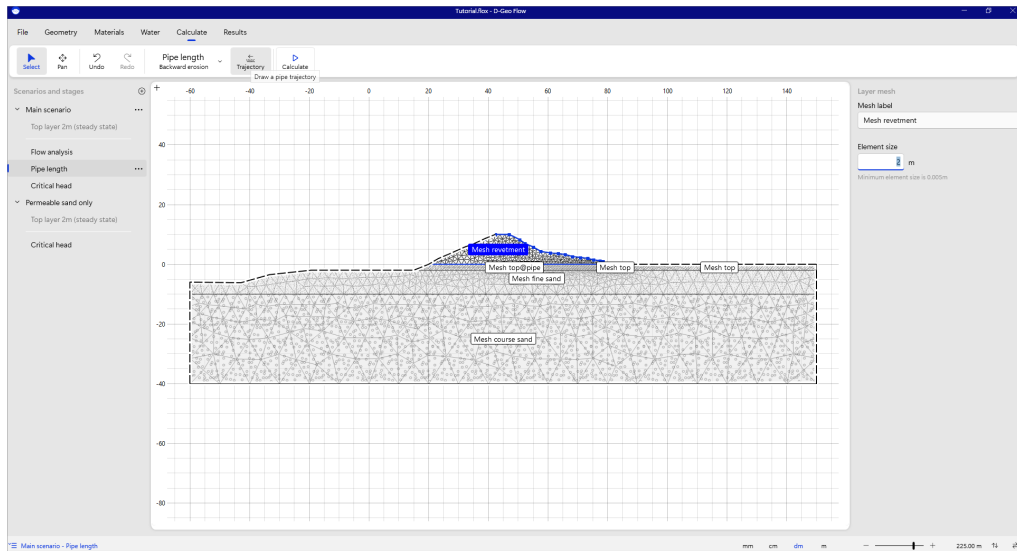 Tutorial.flox - D-Geo Flow
File Geometry Materials Water Calculate Results
Select Pan Undo Redo
Pipe length
Backward erosion
Trajectory Calculate
Draw a pipe trajectory
Scenarios and stages
Main scenario
Top layer 2m (steady state)
Flow analysis
Pipe length
Critical head
Permeable sand only
Top layer 2m (steady state)
Critical head
-60 -40 -20 0 20 40 60 80 100 120 140
40
20
0
-20
-40
-60
-80
Mesh revetment
Mesh top@pipe
Mesh top
Mesh top
Mesh fine sand
Mesh course sand
Layer mesh
Mesh label
Mesh revetment
Element size
2 m
Minimum element size is 0.005m
Main scenario - Pipe length
mm cm dm m
225.00 m